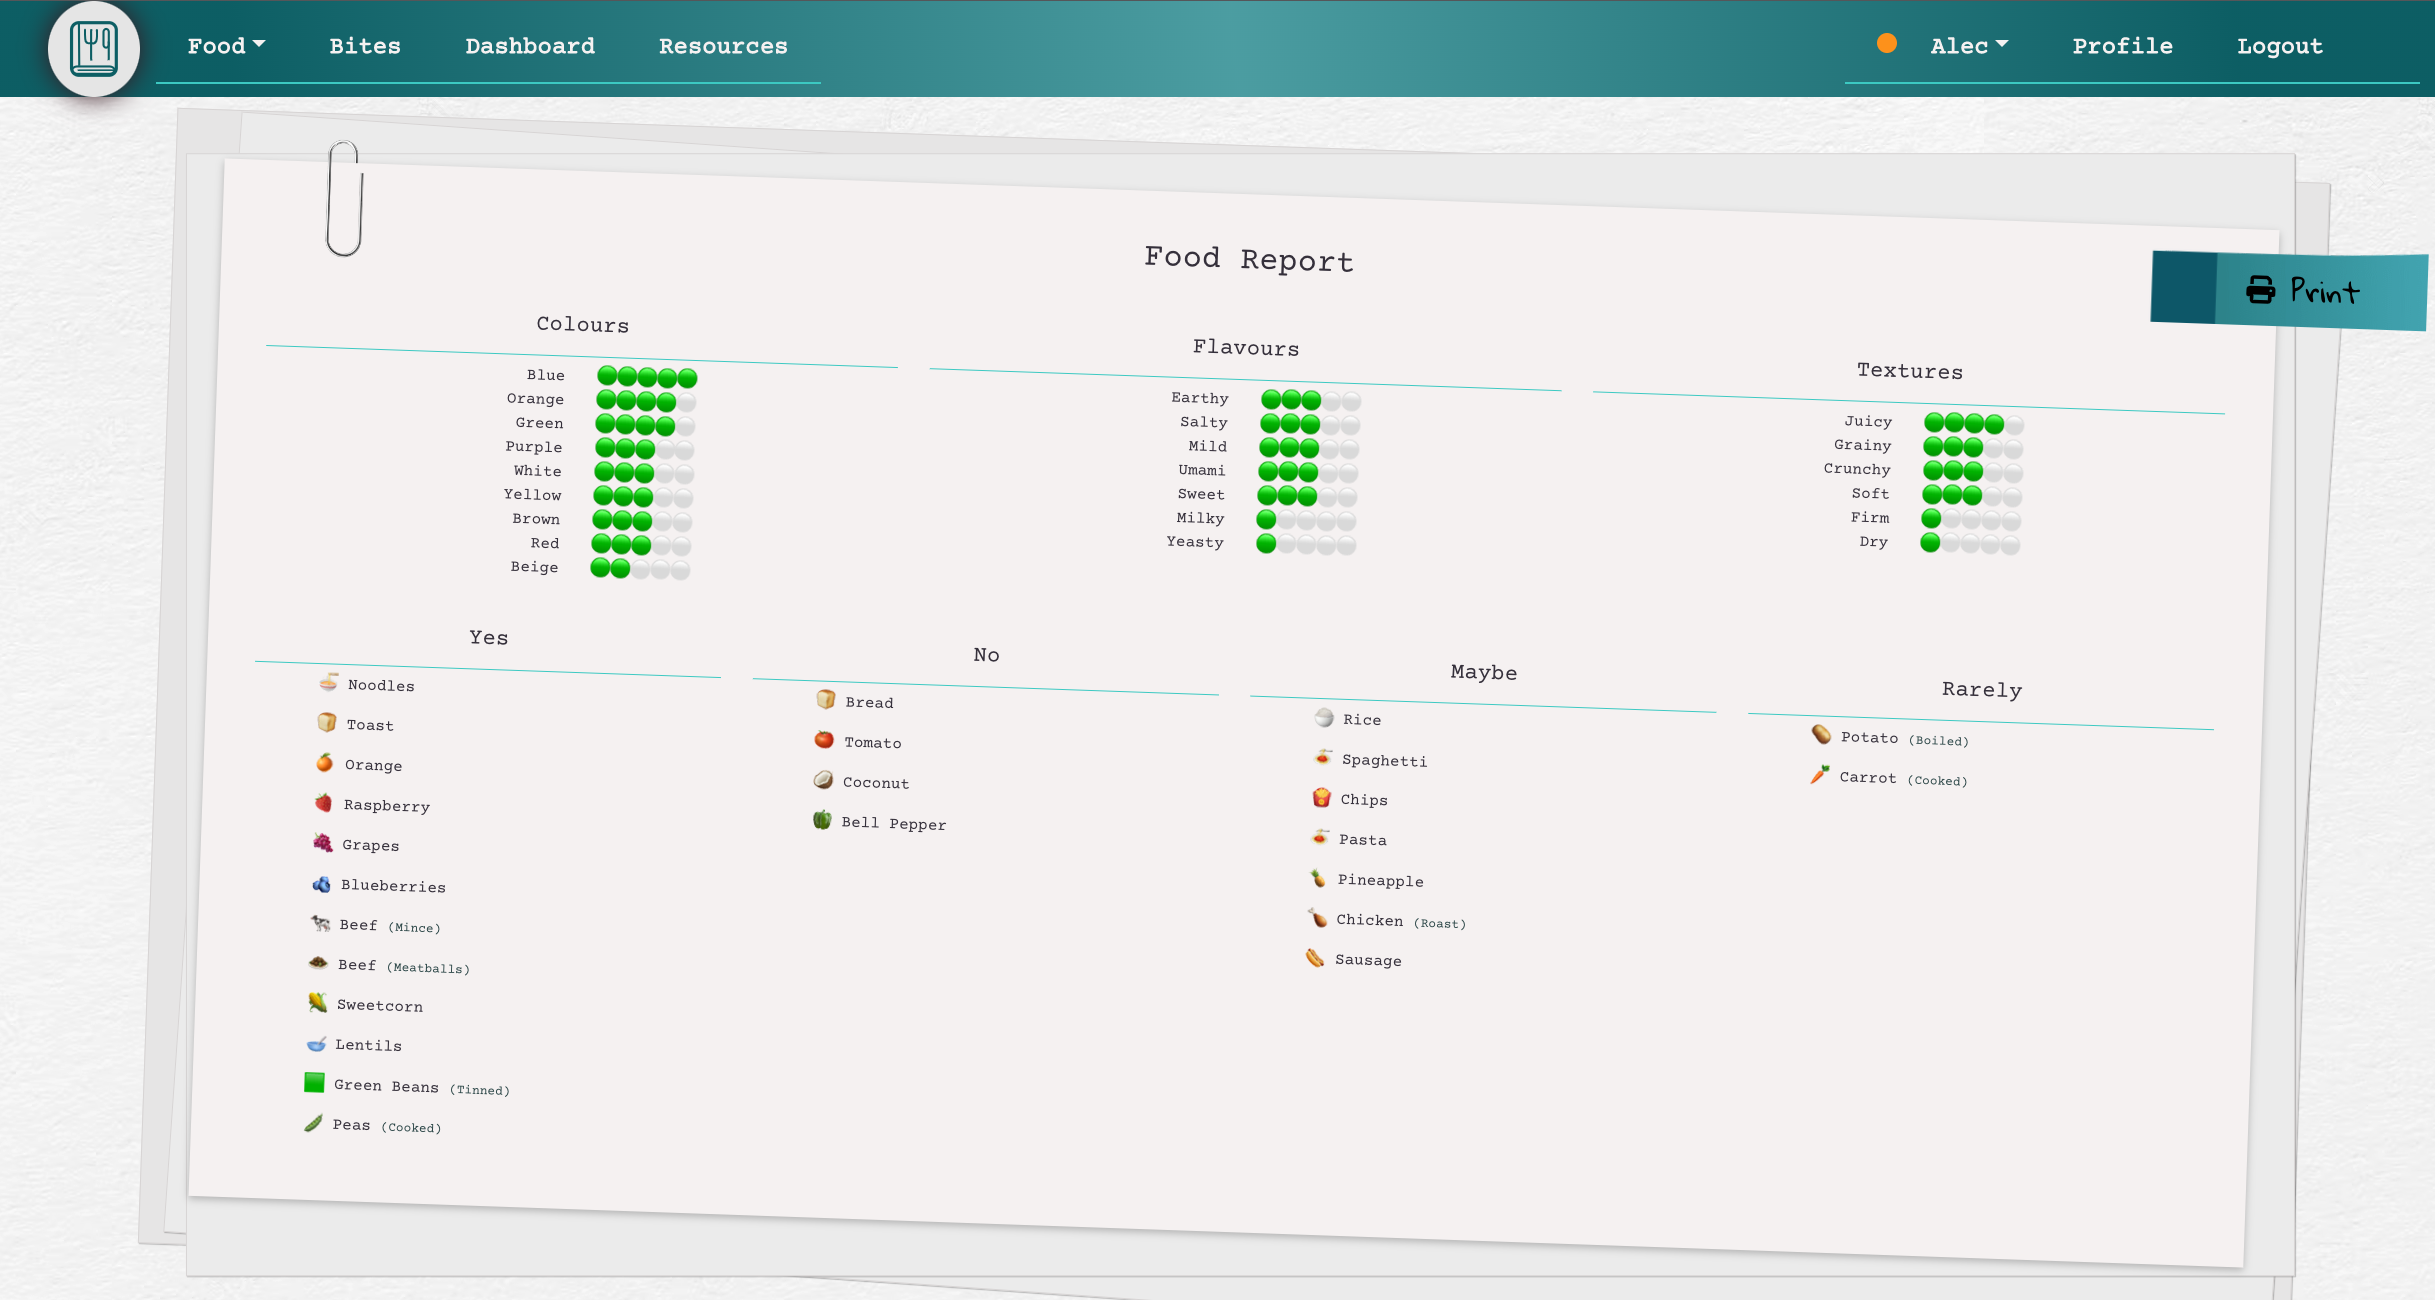 Food Bites Dashboard Resources Alec Profile Logout
Food Report
Print
Colours
Blue
Orange
Green
Purple
White
Yellow
Brown
Red
Beige
Flavours
Earthy
Salty
Mild
Umami
Sweet
Milky
Yeasty
Textures
Juicy
Grainy
Crunchy
Soft
Firm
Dry
Yes
Noodles
Toast
Orange
Raspberry
Grapes
Blueberries
Beef (Mince)
Beef (Meatballs)
Sweetcorn
Lentils
Green Beans (Tinned)
Peas (Cooked)
No
Bread
Tomato
Coconut
Bell Pepper
Maybe
Rice
Spaghetti
Chips
Pasta
Pineapple
Chicken (Roast)
Sausage
Rarely
Potato (Boiled)
Carrot (Cooked)